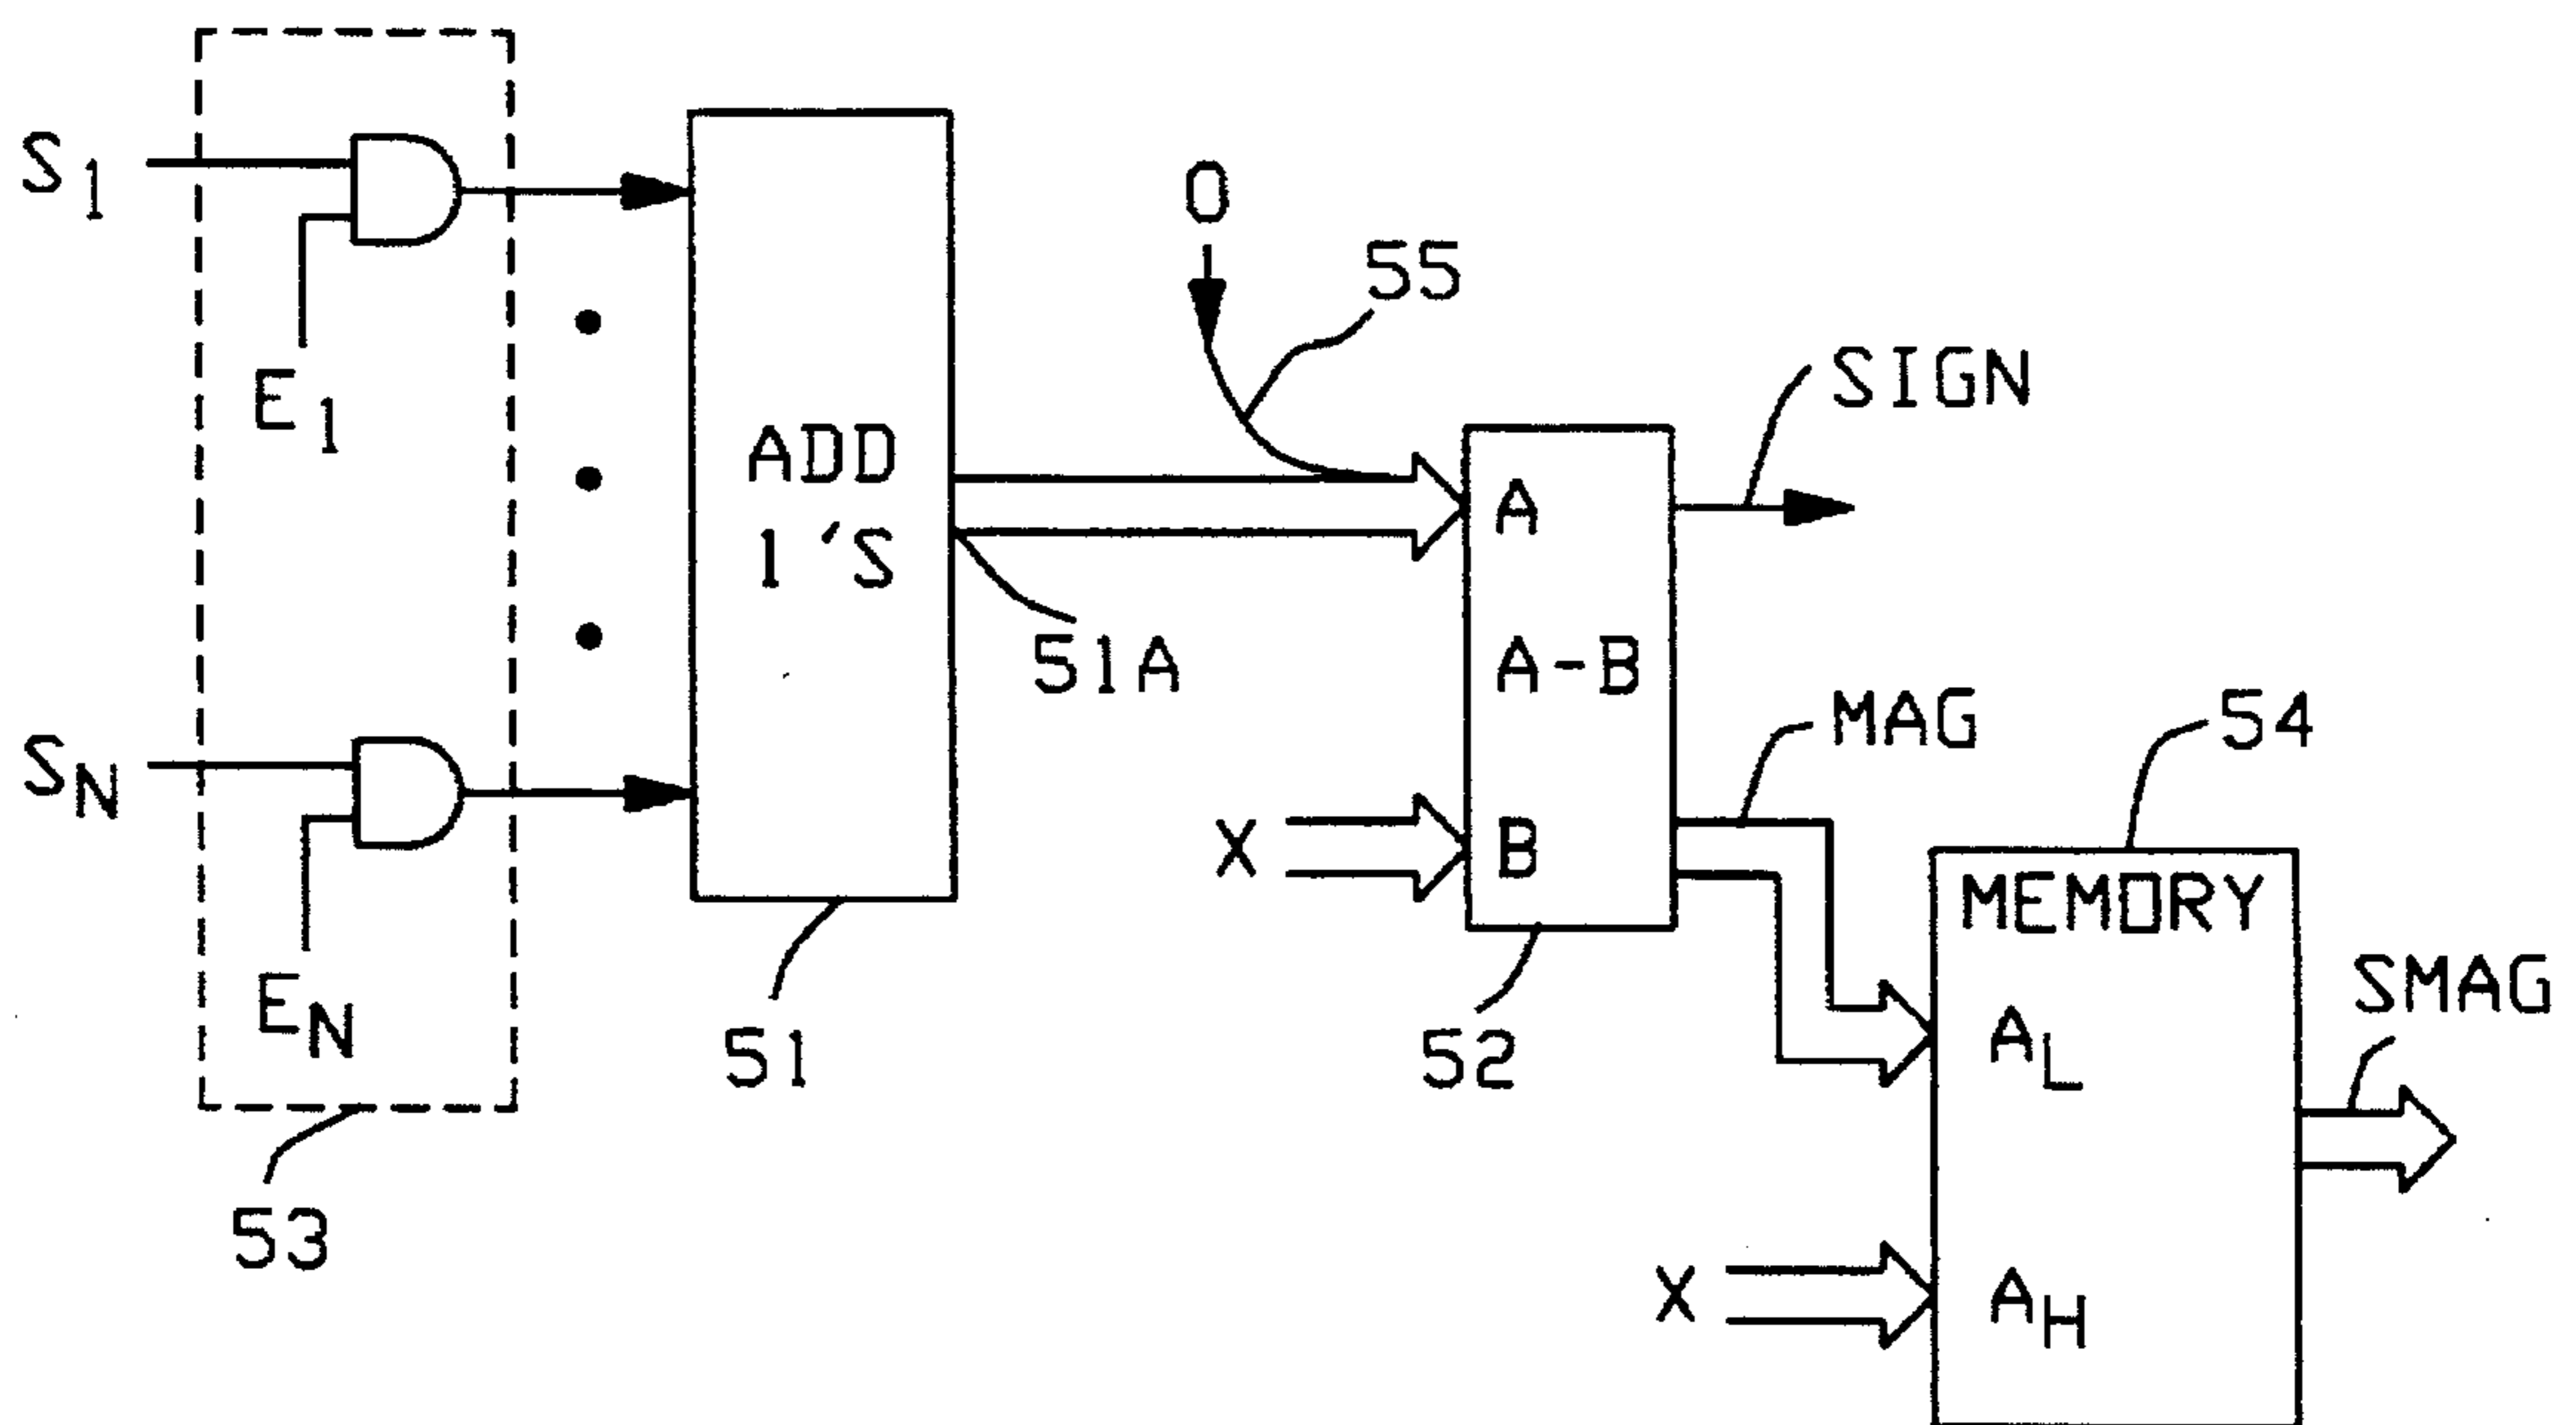 S1
E1
SN
EN
53
ADD
1'S
51
51A
0
55
A
A-B
B
X
52
SIGN
MAG
54
MEMORY
AL
AH
X
SMAG